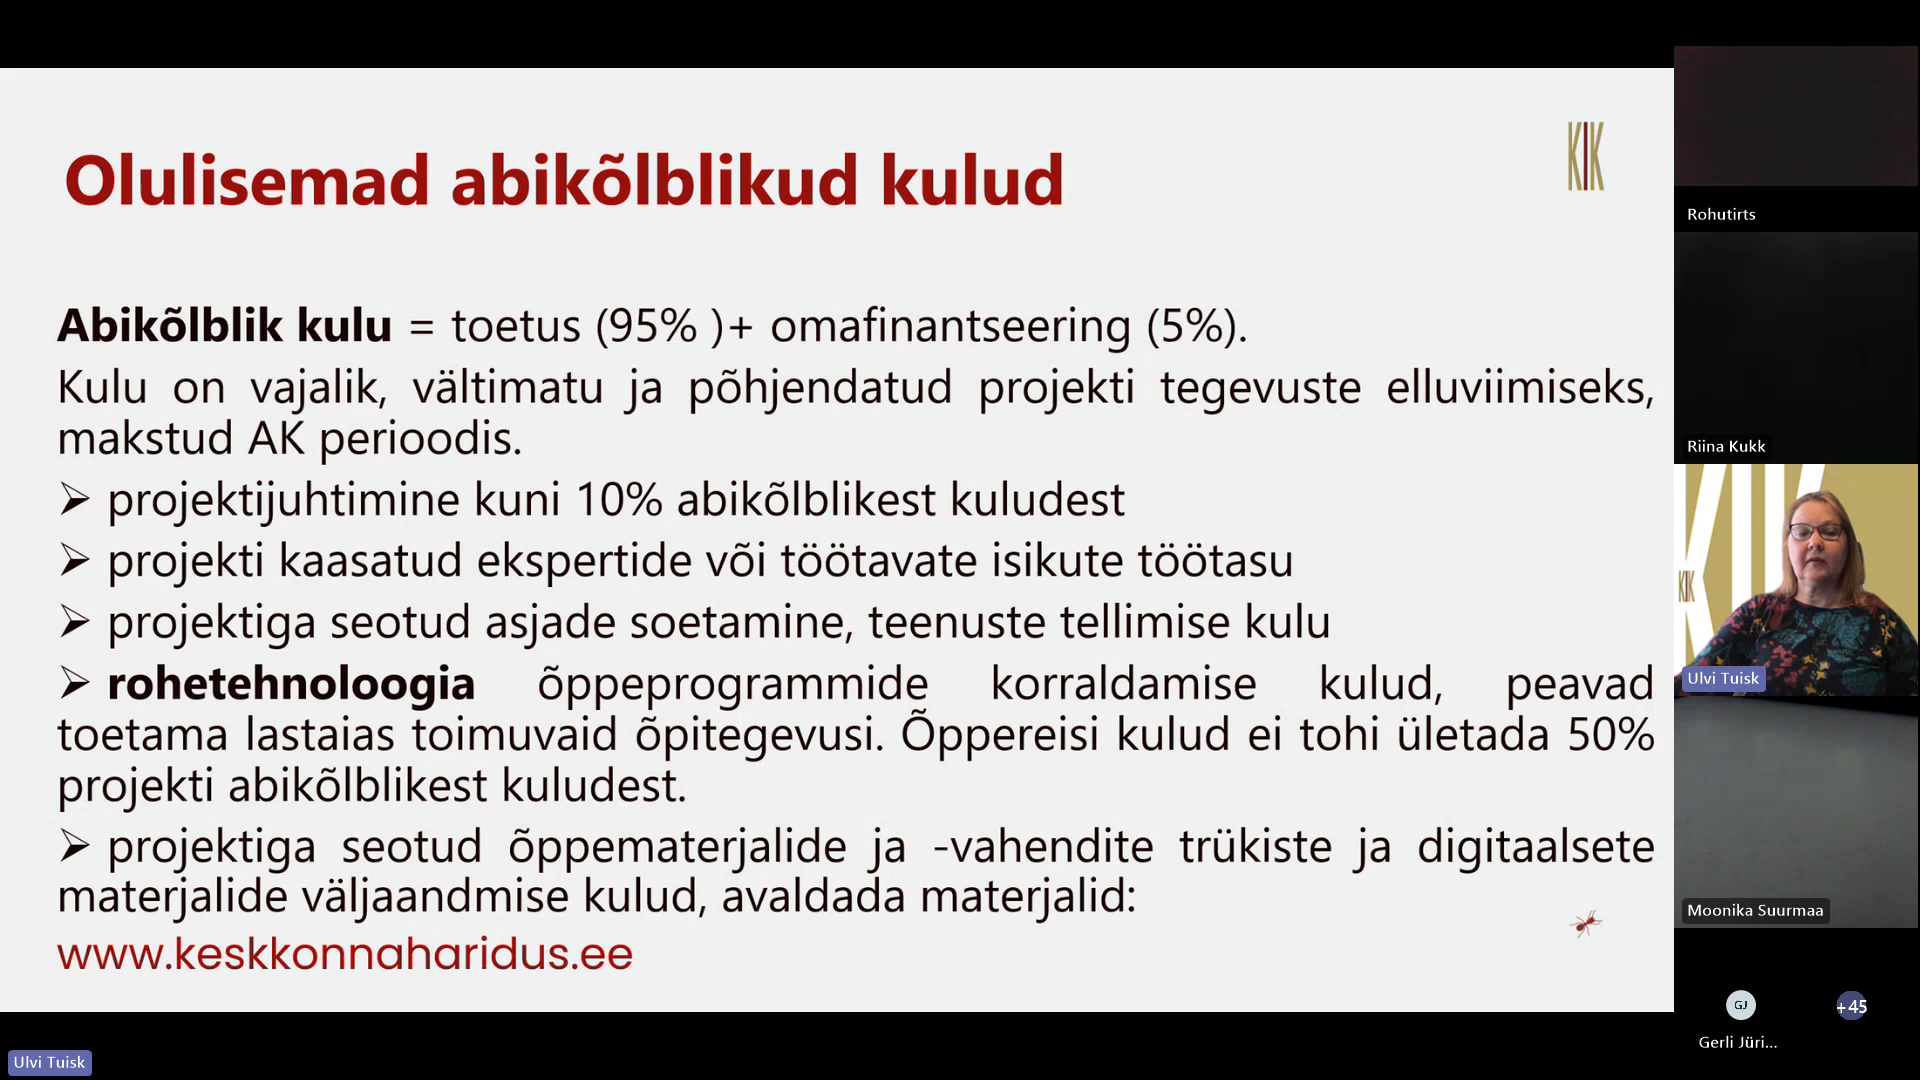 Olulisemad abikõlblikud kulud
KIK
Abikõlblik kulu = toetus (95% )+ omafinantseering (5%).
Kulu on vajalik, vältimatu ja põhjendatud projekti tegevuste elluviimiseks,
makstud AK perioodis.
➢ projektijuhtimine kuni 10% abikõlblikest kuludest
➢ projekti kaasatud ekspertide või töötavate isikute töötasu
➢ projektiga seotud asjade soetamine, teenuste tellimise kulu
➢ rohetehnoloogia õppeprogrammide korraldamise kulud, peavad
toetama lastaias toimuvaid õpitegevusi. Õppereisi kulud ei tohi ületada 50%
projekti abikõlblikest kuludest.
➢ projektiga seotud õppematerjalide ja -vahendite trükiste ja digitaalsete
materjalide väljaandmise kulud, avaldada materjalid:
www.keskkonnaharidus.ee
Ulvi Tuisk
Rohutirts
Riina Kukk
KIK
KIK
Ulvi Tuisk
Moonika Suurmaa
GJ
+45
Gerli Jüri...